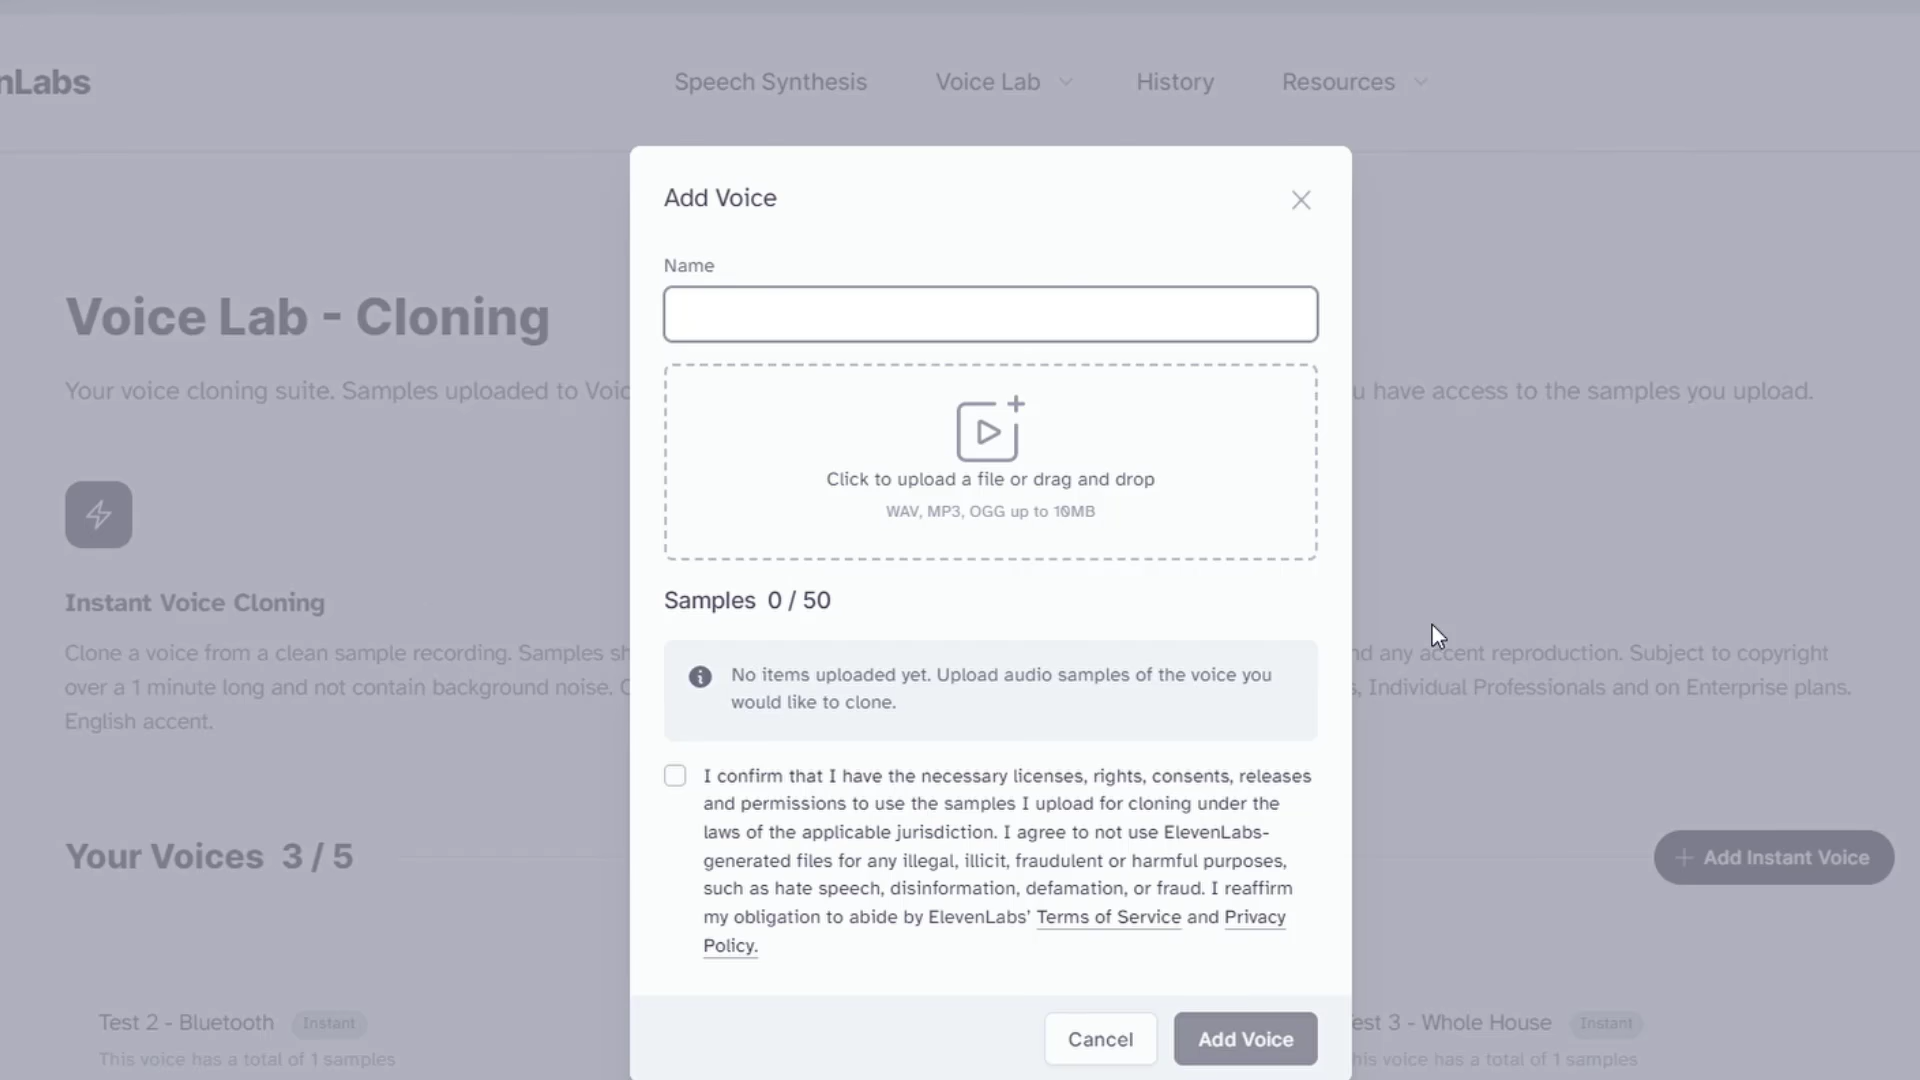 nLabs
Speech Synthesis
Voice Lab
History
Resources
Add Voice
Name
Click to upload a file or drag and drop
WAV, MP3, OGG up to 10MB
Samples 0 / 50
No items uploaded yet. Upload audio samples of the voice you
would like to clone.
I confirm that I have the necessary licenses, rights, consents, releases
and permissions to use the samples I upload for cloning under the
laws of the applicable jurisdiction. I agree to not use ElevenLabs-
generated files for any illegal, illicit, fraudulent or harmful purposes,
such as hate speech, disinformation, defamation, or fraud. I reaffirm
my obligation to abide by ElevenLabs’ Terms of Service and Privacy
Policy.
Cancel
Add Voice
Voice Lab - Cloning
Your voice cloning suite. Samples uploaded to
have access to the samples you upload.
Instant Voice Cloning
Clone a voice from a clean sample recording. Samples
over a 1 minute long and not contain background noise.
English accent.
any accent reproduction. Subject to copyright
Individual Professionals and on Enterprise plans.
Your Voices 3 / 5
+ Add Instant Voice
Test 2 - Bluetooth
Instant
This voice has a total of 1 samples
est 3 - Whole House
Instant
his voice has a total of 1 samples